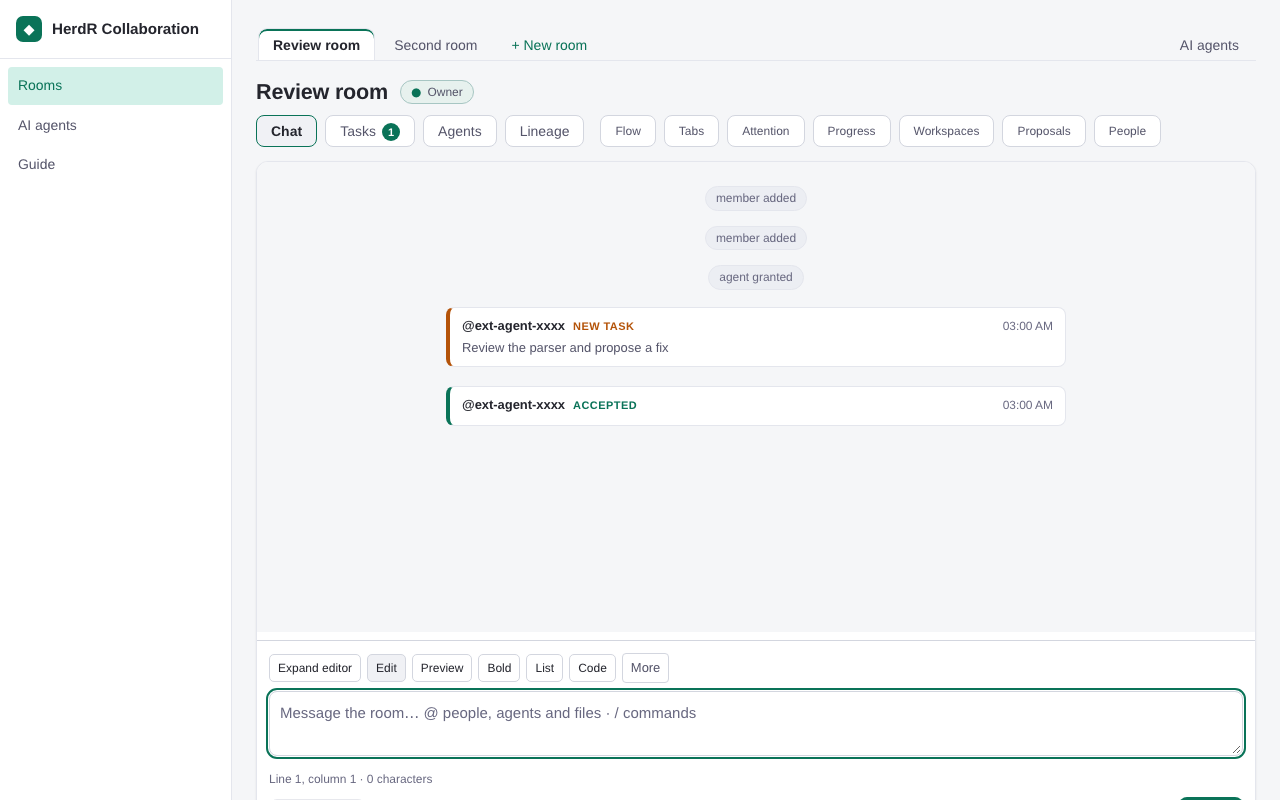 HerdR Collaboration
Rooms
AI agents
Guide
Review room
Second room
+ New room
AI agents
Review room
Owner
Chat
Tasks 1
Agents
Lineage
Flow
Tabs
Attention
Progress
Workspaces
Proposals
People
member added
member added
agent granted
@ext-agent-xxxx NEW TASK 03:00 AM
Review the parser and propose a fix
@ext-agent-xxxx ACCEPTED 03:00 AM
Expand editor
Edit
Preview
Bold
List
Code
More
Message the room… @ people, agents and files · / commands
Line 1, column 1 · 0 characters